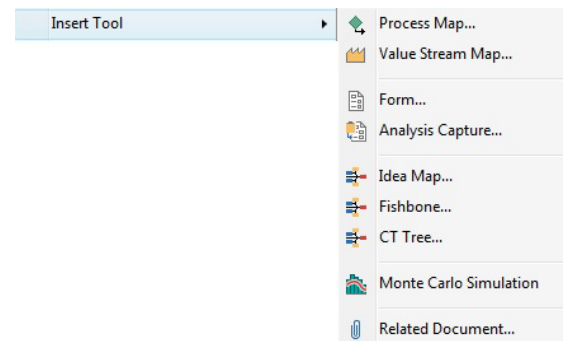 Insert Tool
Process Map...
Value Stream Map...
Form...
Analysis Capture...
Idea Map...
Fishbone...
CT Tree...
Monte Carlo Simulation
Related Document...